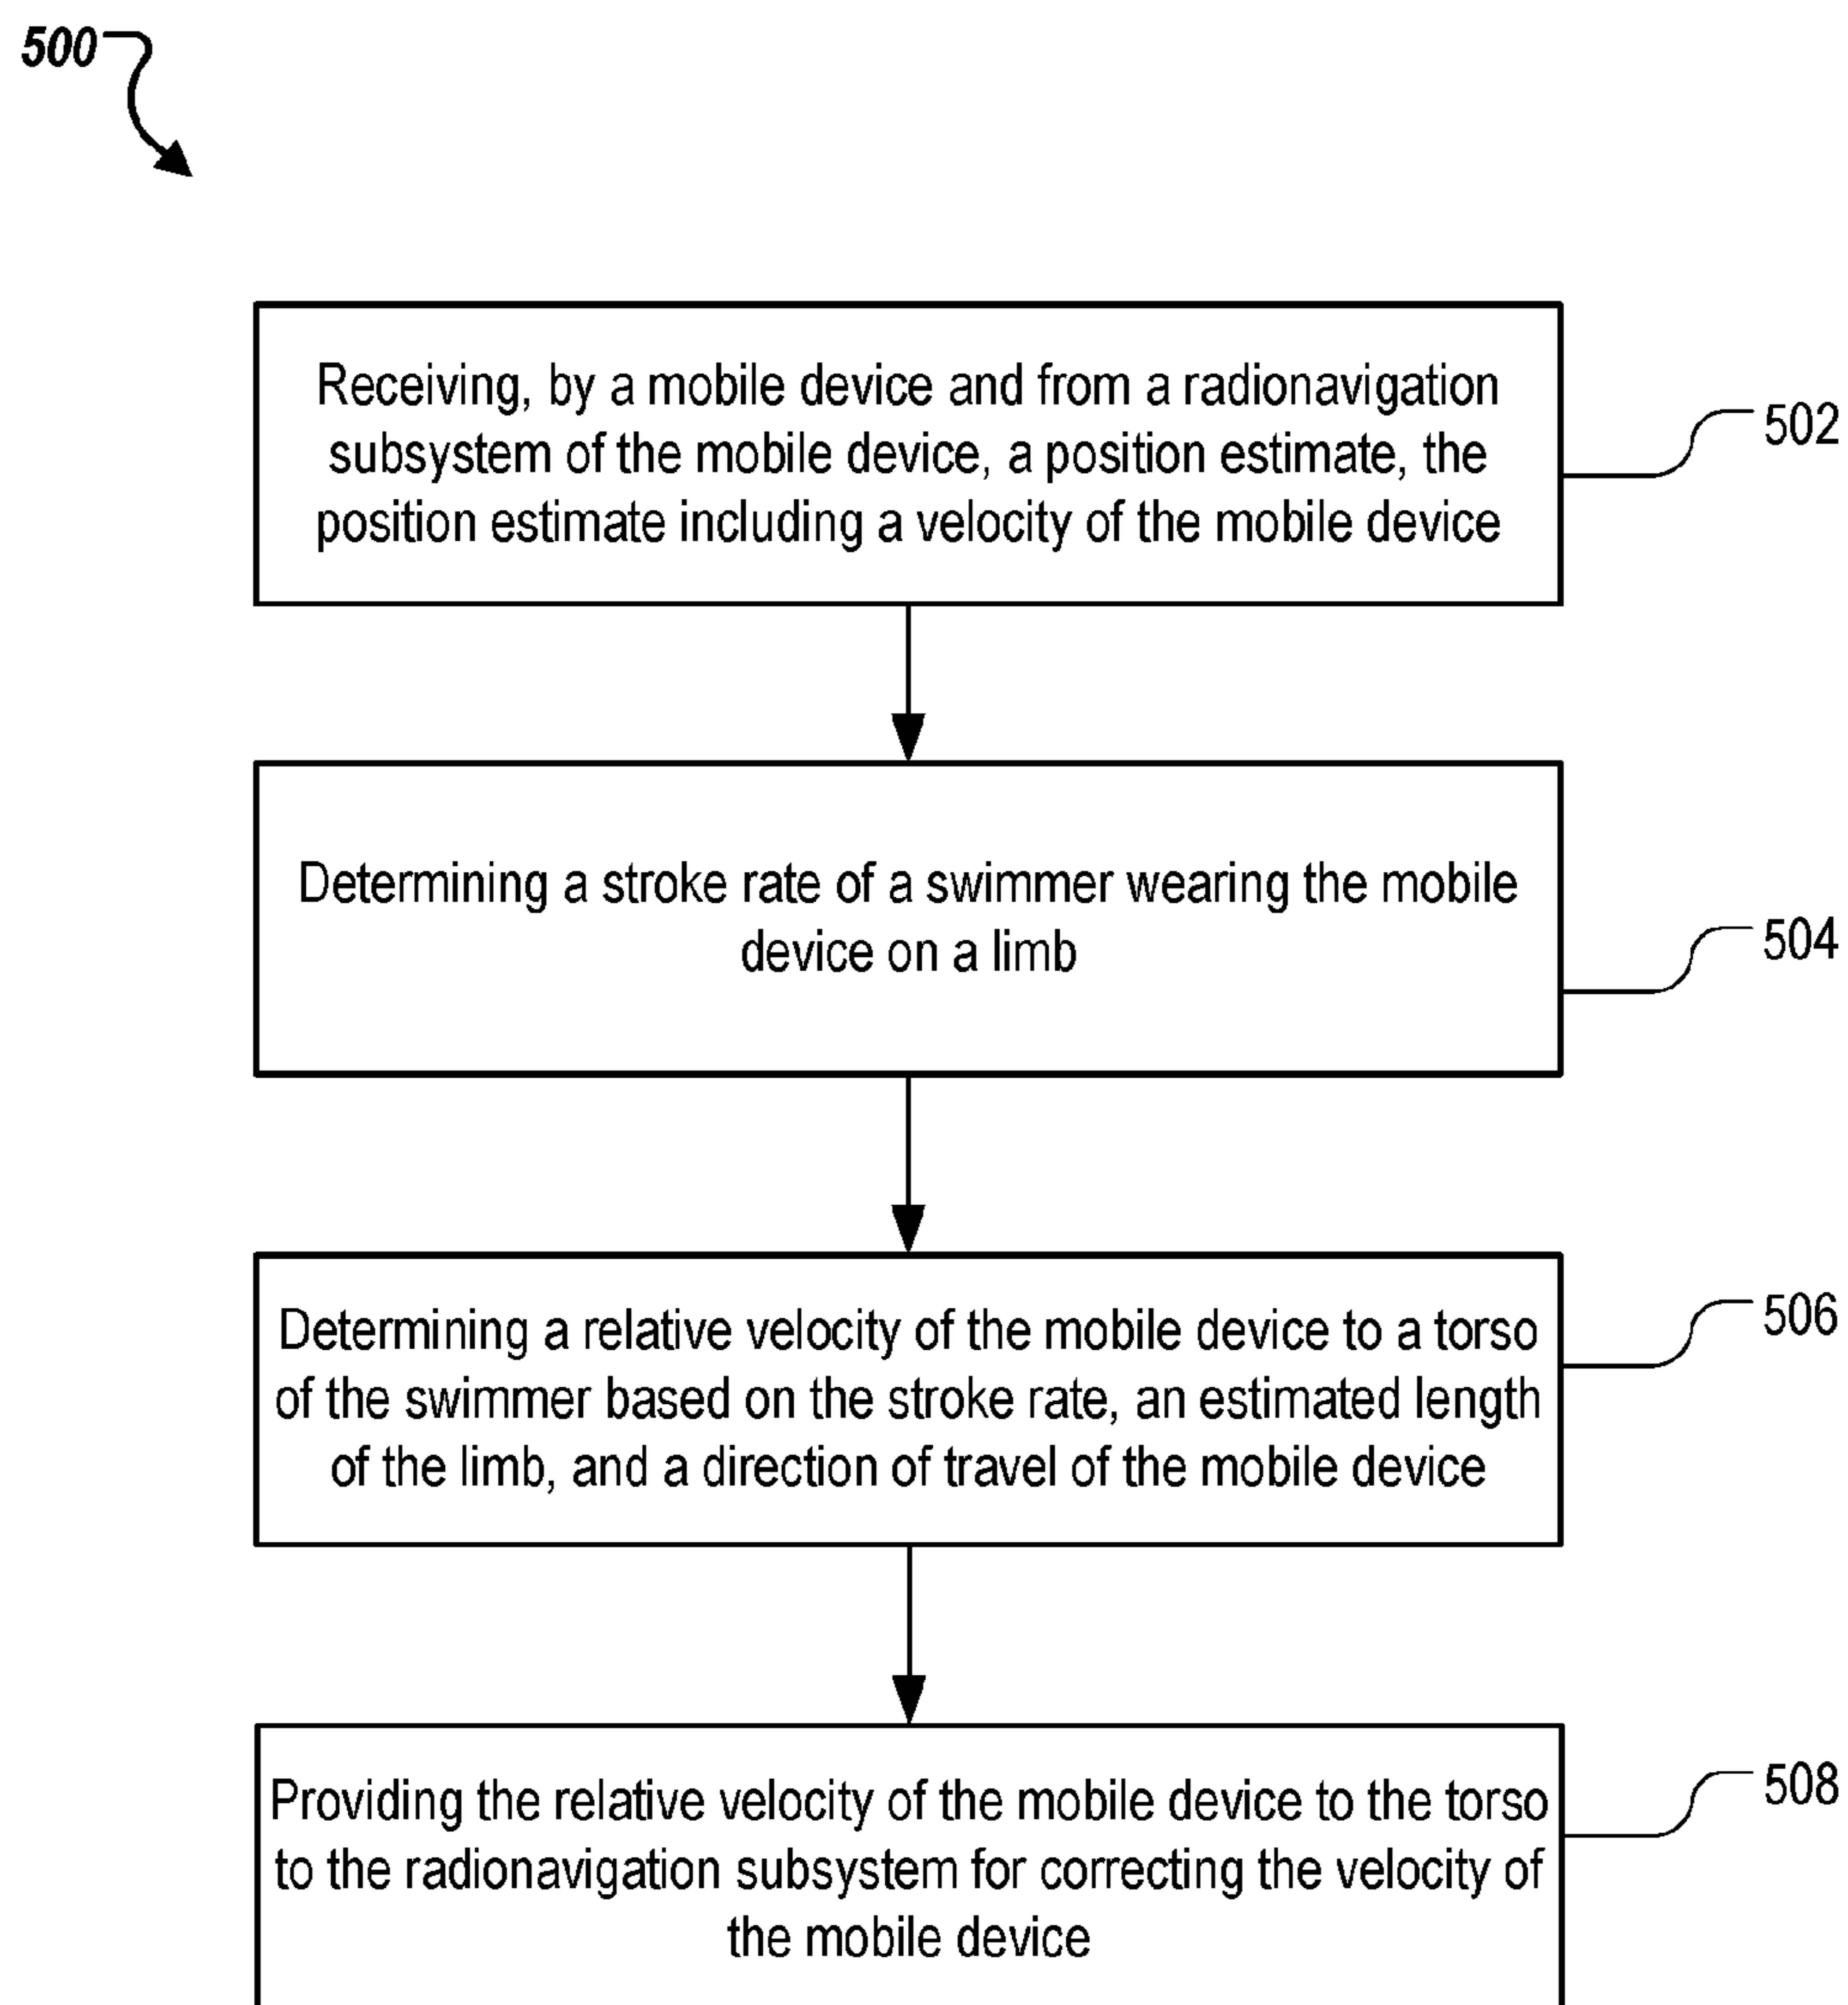 500
Receiving, by a mobile device and from a radionavigation
subsystem of the mobile device, a position estimate, the
position estimate including a velocity of the mobile device
502
Determining a stroke rate of a swimmer wearing the mobile
device on a limb
504
Determining a relative velocity of the mobile device to a torso
of the swimmer based on the stroke rate, an estimated length
of the limb, and a direction of travel of the mobile device
506
Providing the relative velocity of the mobile device to the torso
to the radionavigation subsystem for correcting the velocity of
the mobile device
508